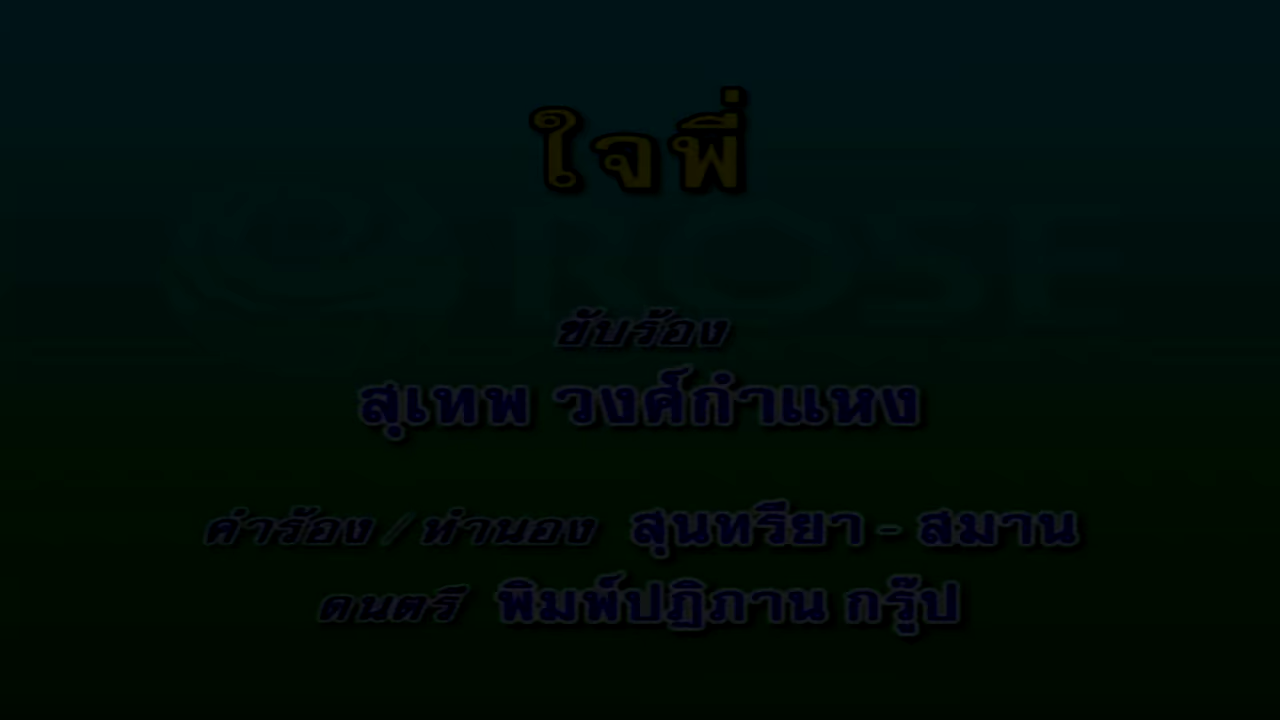 ใจพี่
ROSE
ขับร้อง
สุเทพ วงศ์กำแหง
คำร้อง / ทำนอง สุนทรียา - สมาน
ดนตรี พิมพ์ปฏิภาน กรุ๊ป